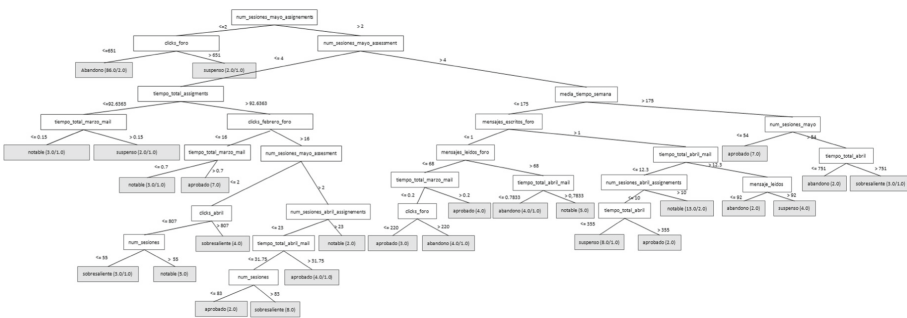 num_sesiones_mayo_assignements
<=2
> 2
clicks_foro
num_sesiones_mayo_assessment
<=651
> 651
<= 4
> 4
Abandono (86.0/2.0)
suspenso (2.0/1.0)
tiempo_total_assigments
media_tiempo_semana
<=92.6363
> 92.6363
<= 175
> 175
tiempo_total_marzo_mail
clicks_febrero_foro
mensajes_escritos_foro
num_sesiones_mayo
<= 0.15
> 0.15
<= 16
> 16
<= 1
> 1
<= 54
> 54
notable (3.0/1.0)
suspenso (2.0/1.0)
tiempo_total_marzo_mail
num_sesiones_mayo_assesment
mensajes_leidos_foro
tiempo_total_abril_mail
aprobado (7.0)
tiempo_total_abril
<= 0.7
> 0.7
<= 2
> 2
<= 68
> 68
<= 12.3
> 12.3
<= 751
> 751
notable (3.0/1.0)
aprobado (7.0)
tiempo_total_marzo_mail
tiempo_total_abril_mail
num_sesiones_abril_assignements
mensaje_leidos
abandono (2.0)
sobresaliente (5.0/1.0)
<= 0.2
> 0.2
<= 0.7833
> 0.7833
<= 10
> 10
<= 92
> 92
clicks_abril
num_sesiones_abril_assignements
clicks_foro
aprobado (4.0)
abandono (4.0/1.0)
notable (5.0)
tiempo_total_abril
notable (13.0/2.0)
abandono (2.0)
suspenso (4.0)
<= 807
> 807
<= 23
> 23
<= 220
> 220
<= 355
> 355
num_sesiones
sobresaliente (4.0)
tiempo_total_abril_mail
notable (2.0)
aprobado (3.0)
abandono (4.0/1.0)
suspenso (8.0/1.0)
aprobado (2.0)
<= 55
> 55
<= 31.75
> 31.75
sobresaliente (3.0/1.0)
notable (5.0)
num_sesiones
aprobado (4.0/1.0)
<= 83
> 83
aprobado (2.0)
sobresaliente (8.0)